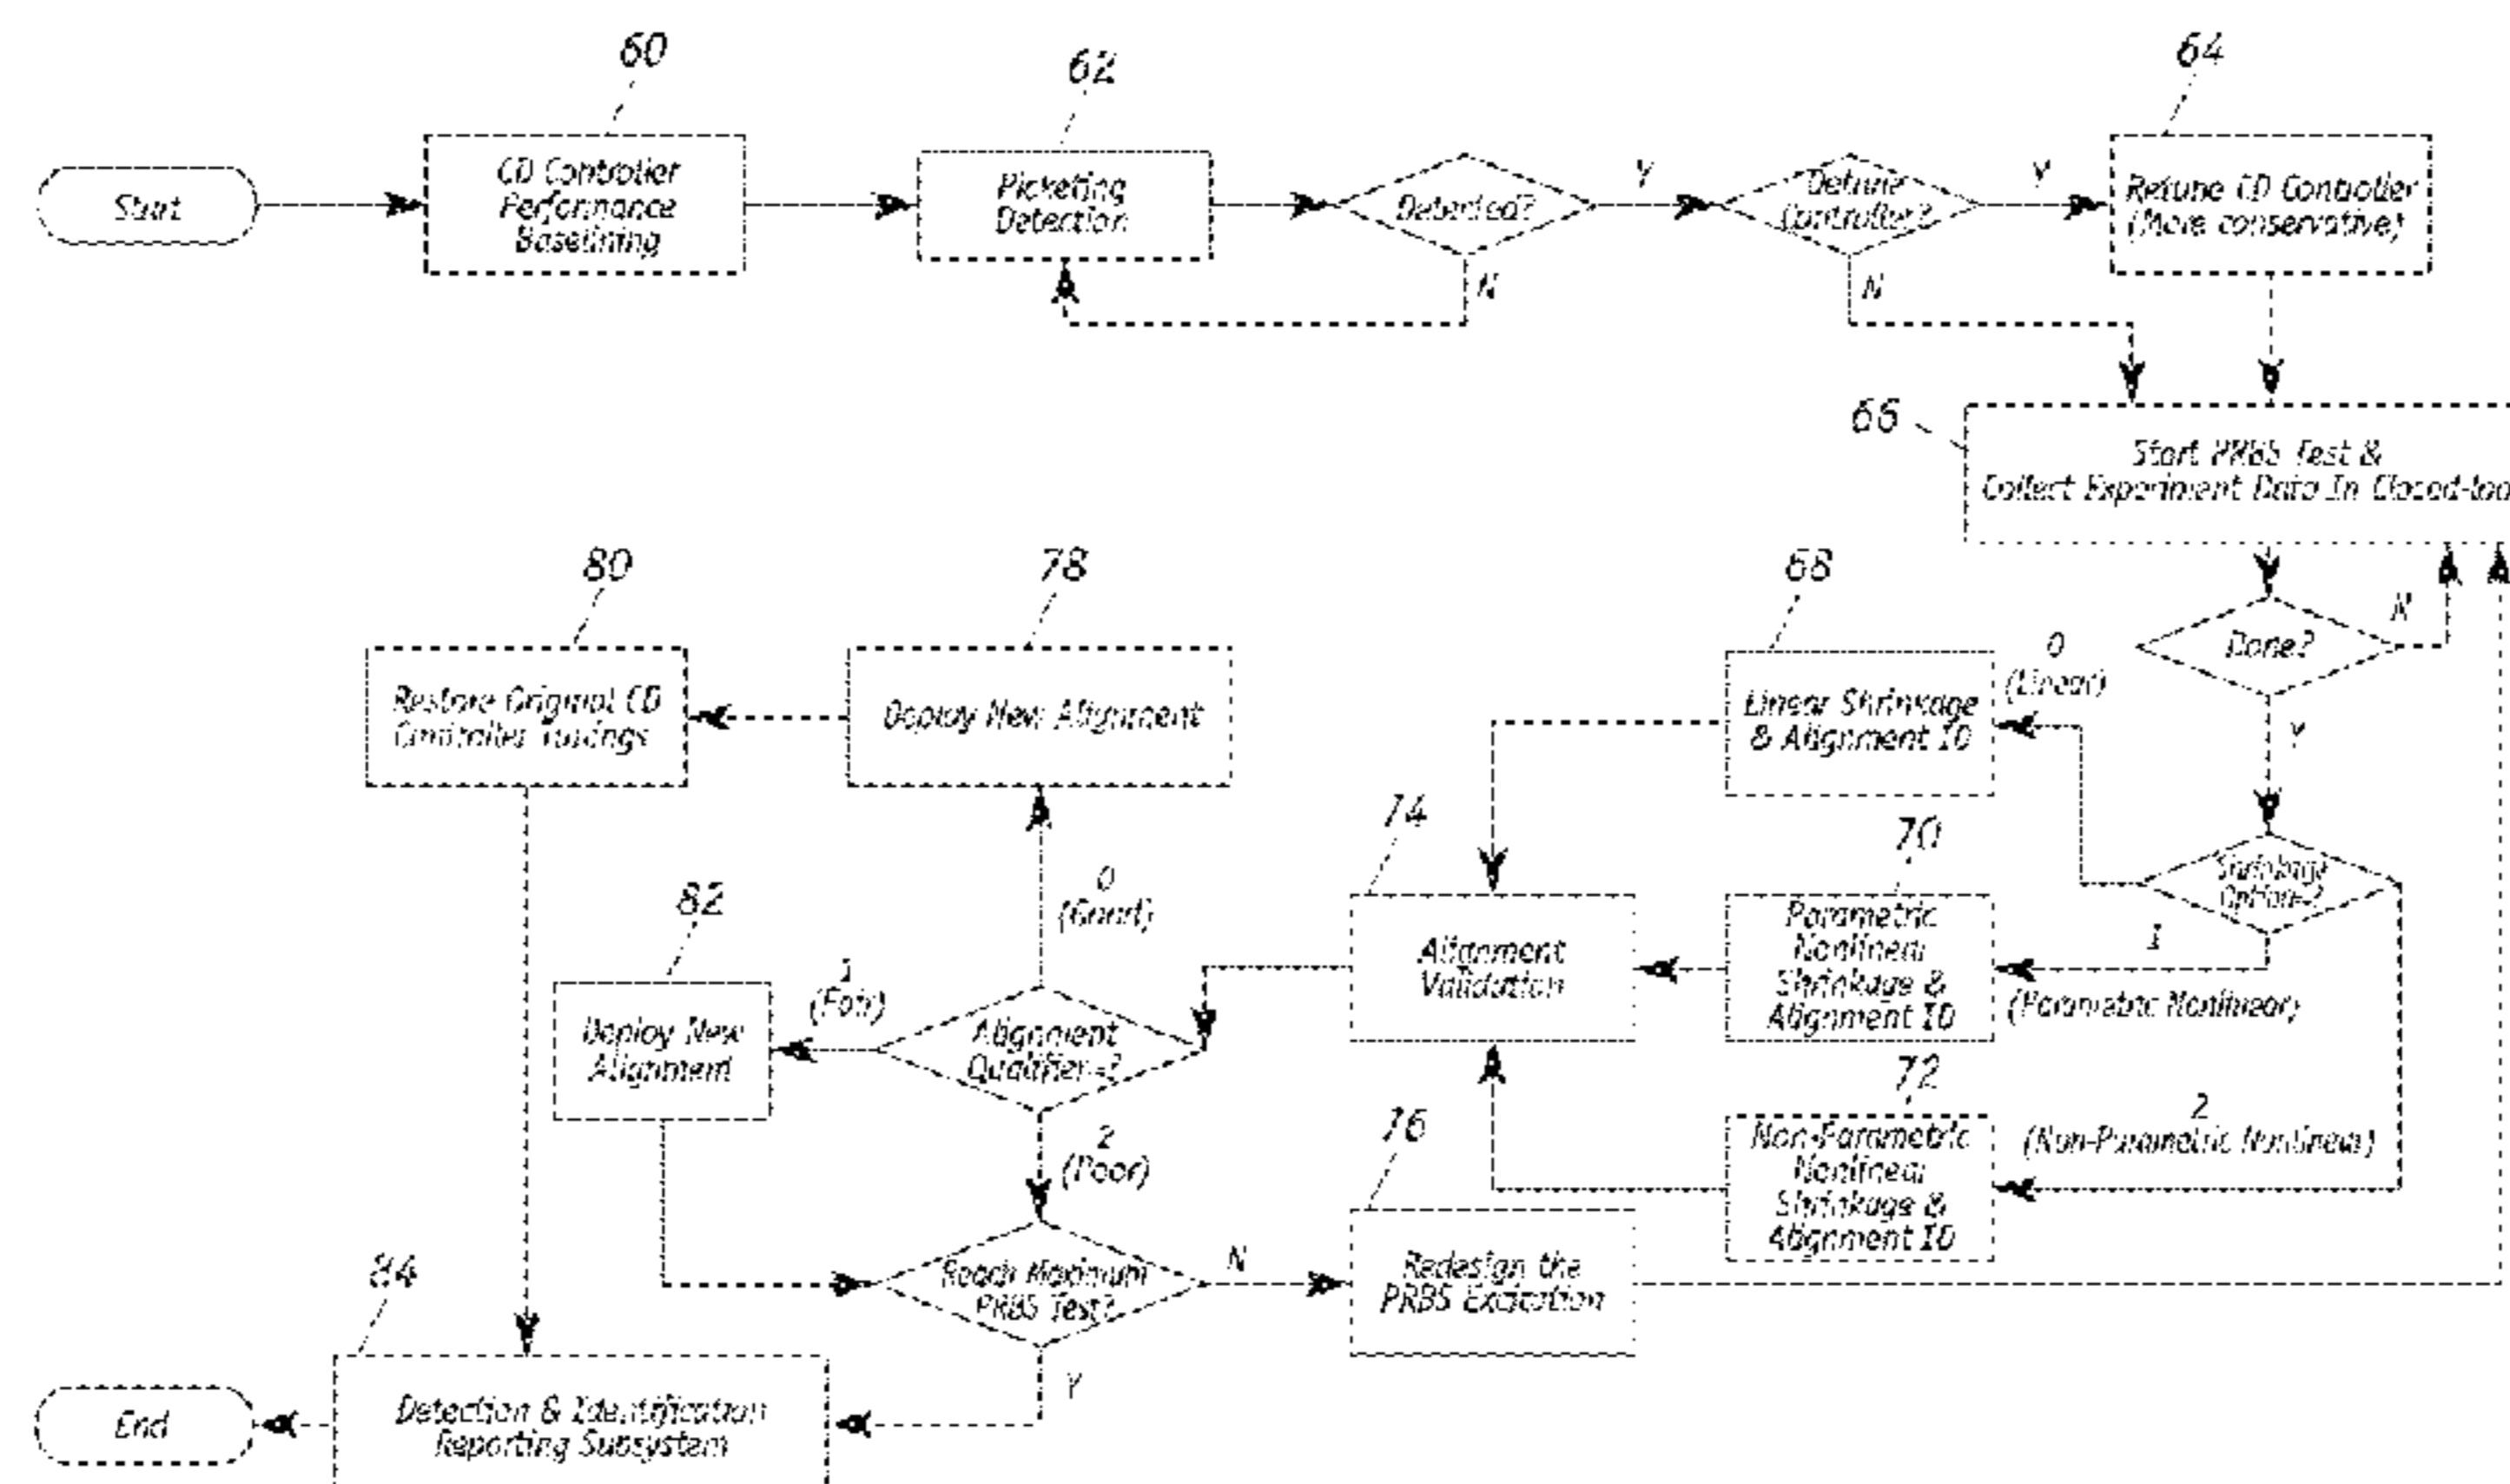 60
62
64
Start
CD Controller
Performance
Baselining
Picketing
Detection
Detected?
Y
N
Detune
Controller?
Y
N
Retune CD Controller
(More conservative)
66
Start PRBS Test &
Collect Experiment Data In Closed-loo
Done?
N
Y
80
78
68
Restore Original CD
Controller Tunings
Deploy New Alignment
Linear Shrinkage
& Alignment ID
0
(Linear)
74
70
Shrinkage
Option=?
82
0
(Good)
Alignment
Validation
Parametric
Nonlinear
Shrinkage &
Alignment ID
1
(Parametric Nonlinear)
1
(Fair)
Deploy New
Alignment
Alignment
Qualifier=?
72
2
(Poor)
76
Non-Parametric
Nonlinear
Shrinkage &
Alignment ID
2
(Non-Parametric Nonlinear)
84
Reach Maximum
PRBS Test?
N
Y
Redesign the
PRBS Excitation
End
Detection & Identification
Reporting Subsystem